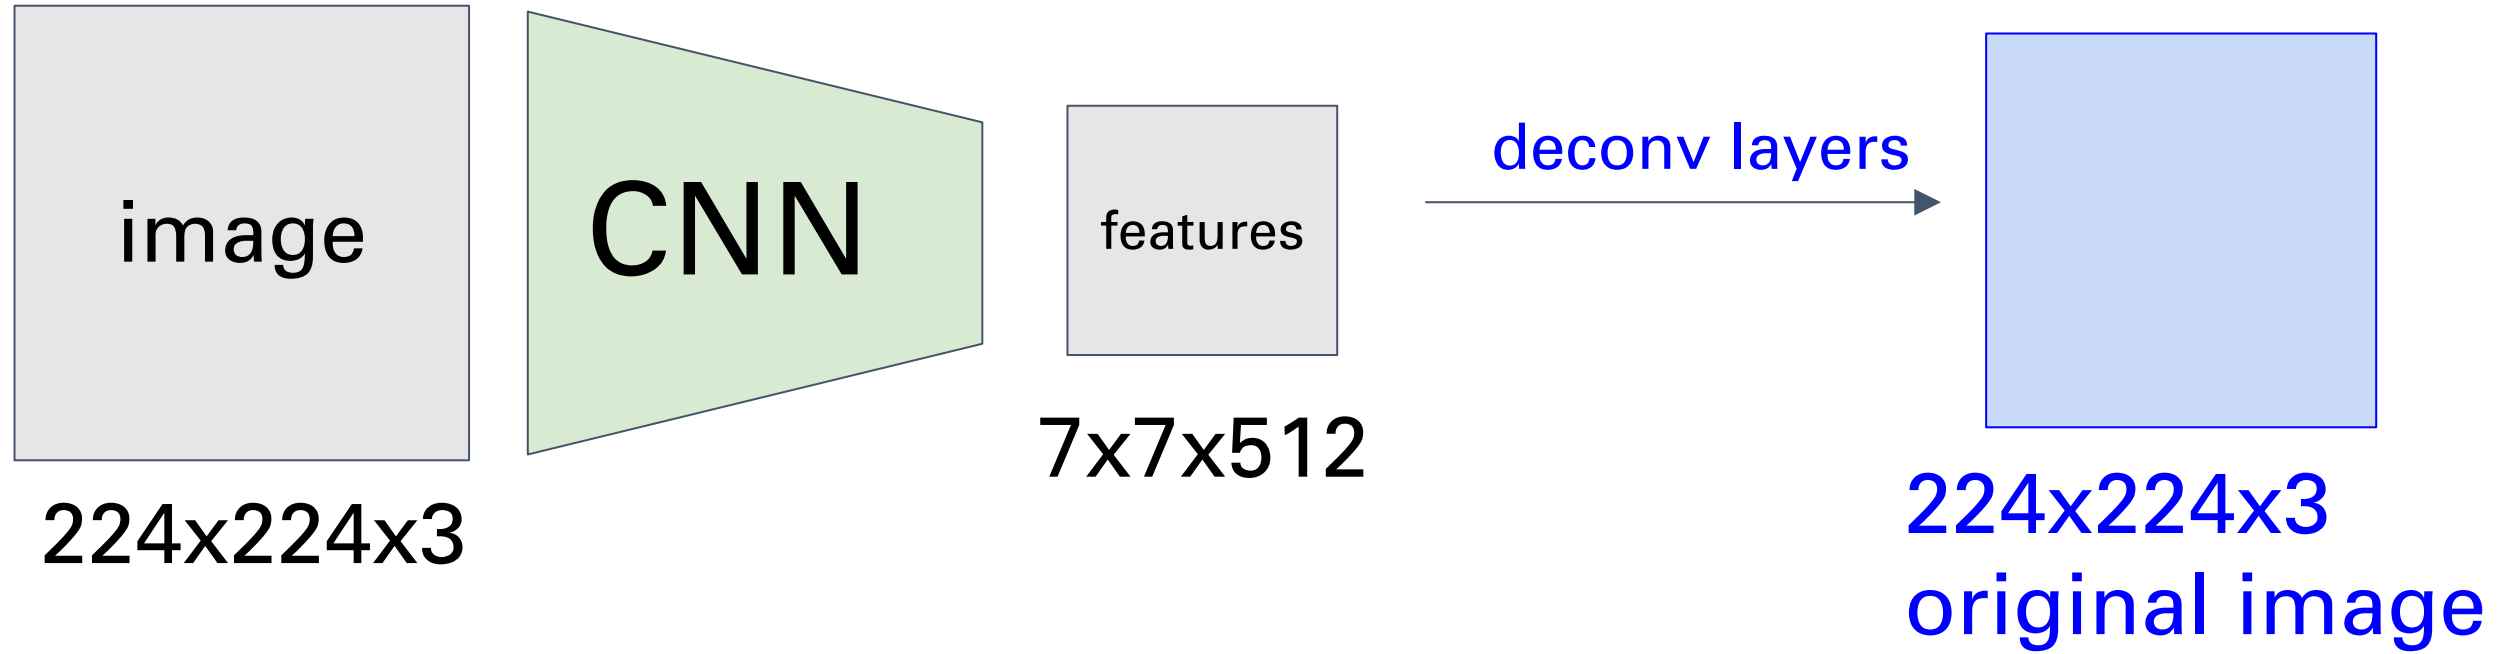 image
224x224x3
CNN
features
7x7x512
deconv layers
224x224x3
original image